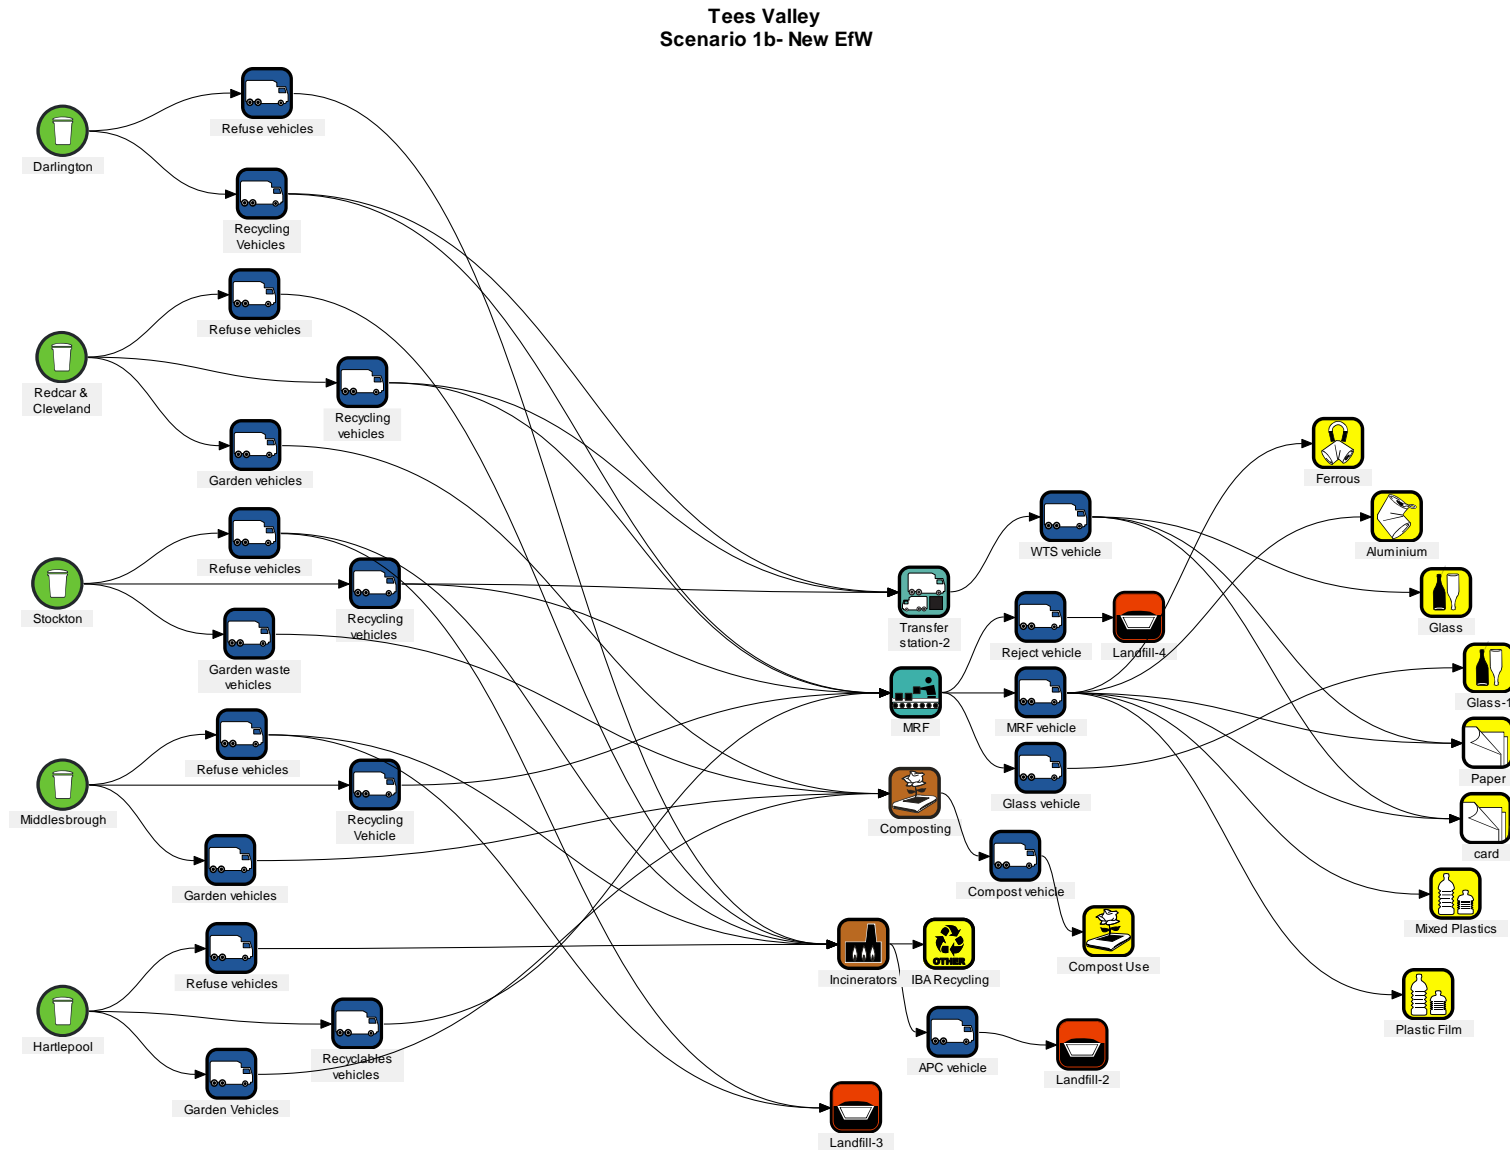 Tees Valley
Scenario 1b- New EfW
Refuse vehicles
Darlington
Recycling
Vehicles
Refuse vehicles
Redcar &
Cleveland
Recycling
vehicles
Garden vehicles
Ferrous
Refuse vehicles
WTS vehicle
Aluminium
Stockton
Recycling
vehicles
Transfer
station-2
Glass
Garden waste
vehicles
Reject vehicle
Landfill-4
Glass-1
Refuse vehicles
MRF
MRF vehicle
Paper
Middlesbrough
Recycling
Vehicle
Composting
Glass vehicle
card
Garden vehicles
Compost vehicle
Mixed Plastics
Refuse vehicles
Incinerators
OTHER
IBA Recycling
Compost Use
Hartlepool
Recyclables
vehicles
APC vehicle
Landfill-2
Plastic Film
Garden Vehicles
Landfill-3